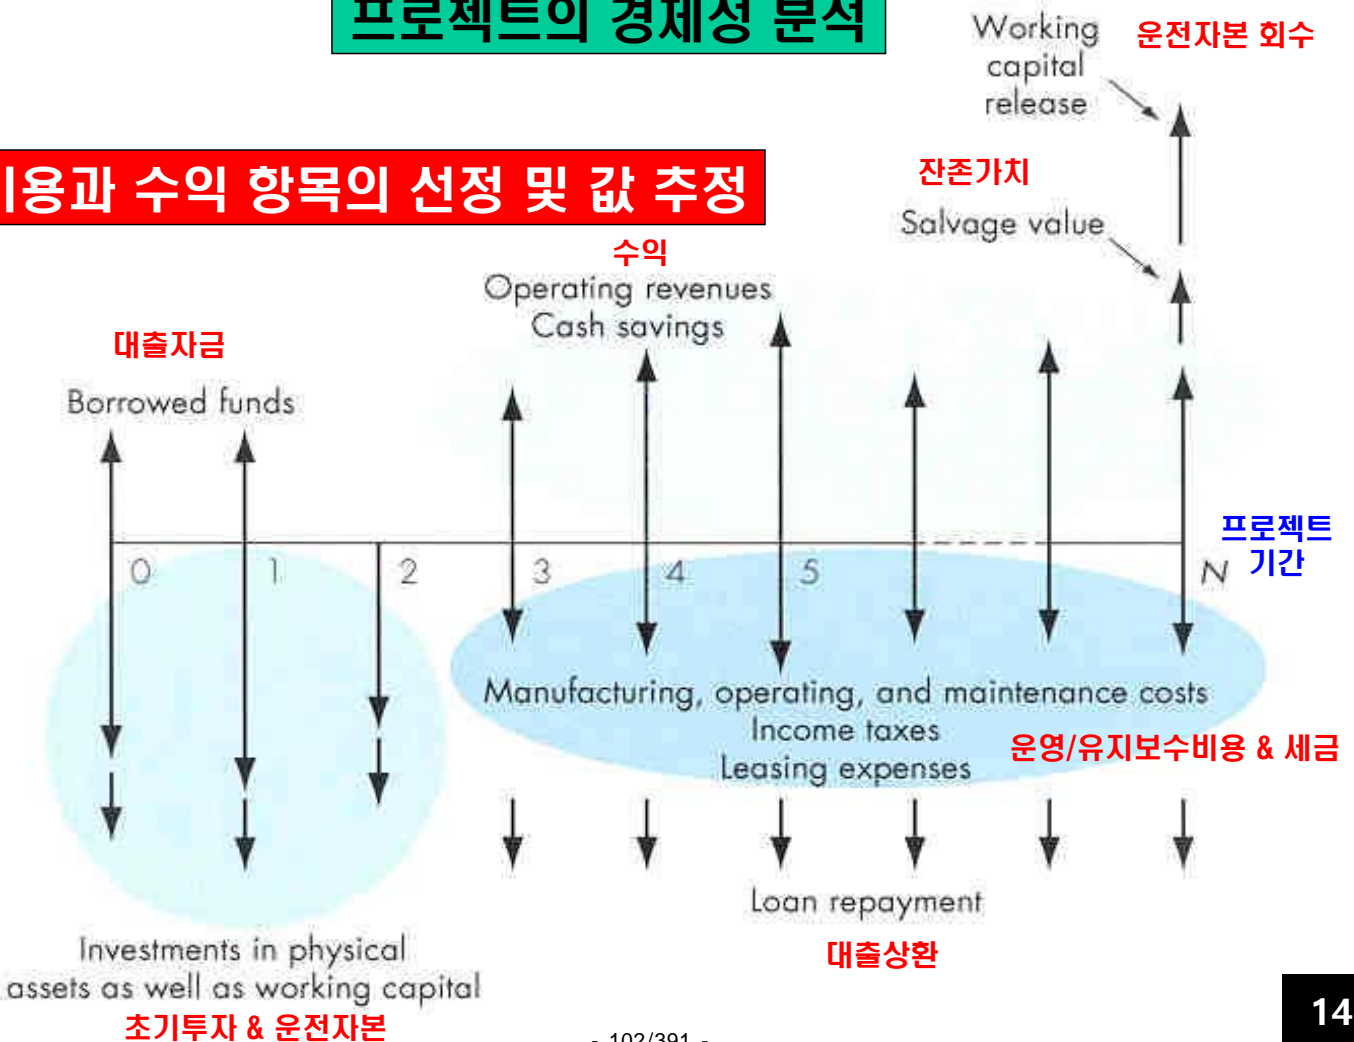 프로젝트의 경제성 분석
Working
capital
release
운전자본 회수
용과 수익 항목의 선정 및 값 추정
잔존가치
Salvage value
수익
Operating revenues
Cash savings
대출자금
Borrowed funds
프로젝트
기간
0 1 2 3 4 5 N
Manufacturing, operating, and maintenance costs
Income taxes
Leasing expenses
운영/유지보수비용 & 세금
Loan repayment
대출상환
Investments in physical
assets as well as working capital
초기투자 & 운전자본
- 102/391 -
14